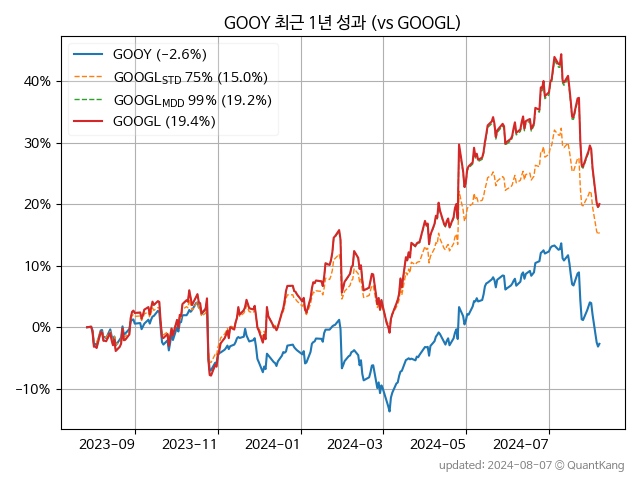 GOOY 최근 1년 성과 (vs GOOGL)
GOOY (−2.6%)
GOOGL_STD 75% (15.0%)
GOOGL_MDD 99% (19.2%)
GOOGL (19.4%)
40%
30%
20%
10%
0%
−10%
2023-09 2023-11 2024-01 2024-03 2024-05 2024-07
updated: 2024-08-07 © QuantKang